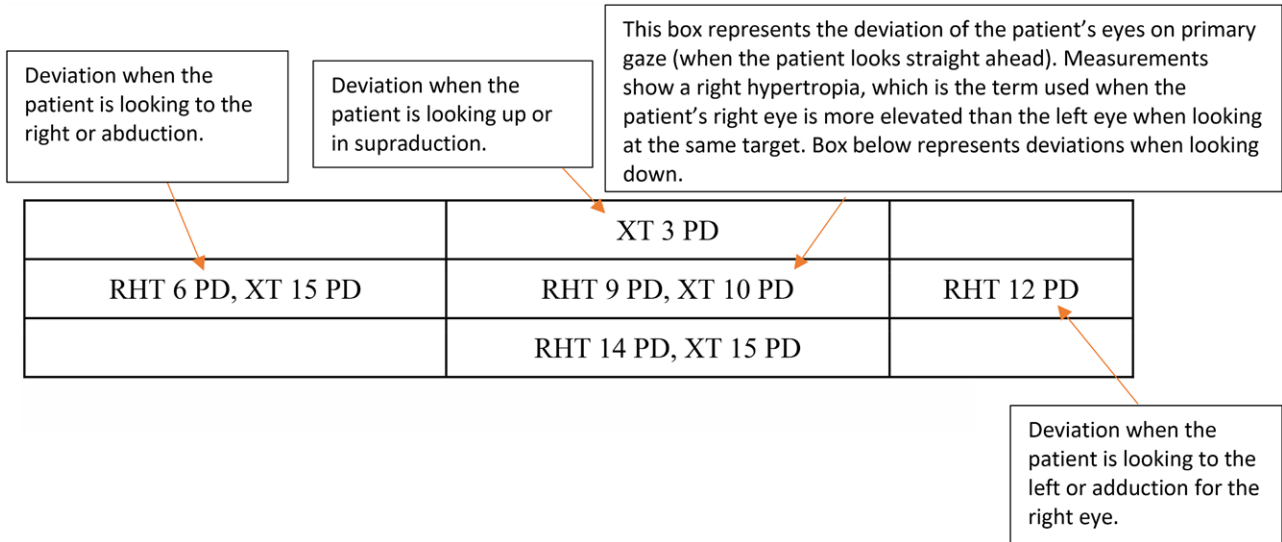 This box represents the deviation of the patient’s eyes on primary
gaze (when the patient looks straight ahead). Measurements
show a right hypertropia, which is the term used when the
patient’s right eye is more elevated than the left eye when looking
at the same target. Box below represents deviations when looking
down.
Deviation when the
patient is looking to the
right or abduction.
Deviation when the
patient is looking up or
in supraduction.
XT 3 PD
RHT 6 PD, XT 15 PD
RHT 9 PD, XT 10 PD
RHT 12 PD
RHT 14 PD, XT 15 PD
Deviation when the
patient is looking to the
left or adduction for the
right eye.